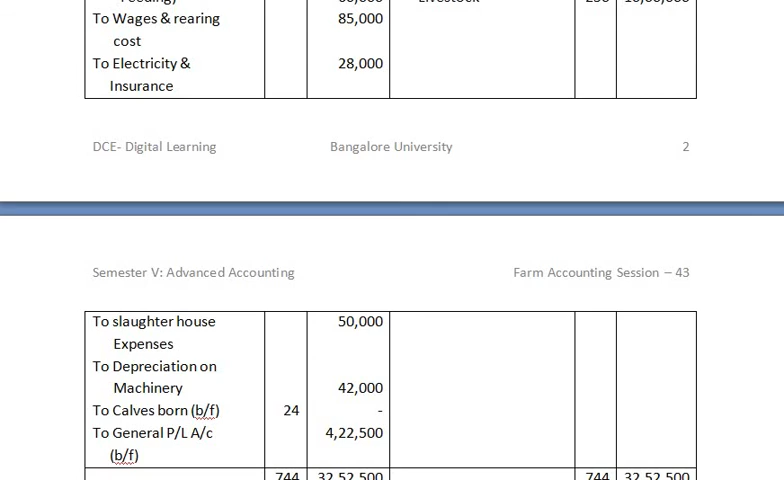 To Wages & rearing 85,000
cost
To Electricity & 28,000
Insurance
DCE- Digital Learning Bangalore University 2
Semester V: Advanced Accounting Farm Accounting Session – 43
To slaughter house 50,000
Expenses
To Depreciation on
Machinery 42,000
To Calves born (b/f) 24 -
To General P/L A/c 4,22,500
(b/f)
744 32,52,500 744 32,52,500